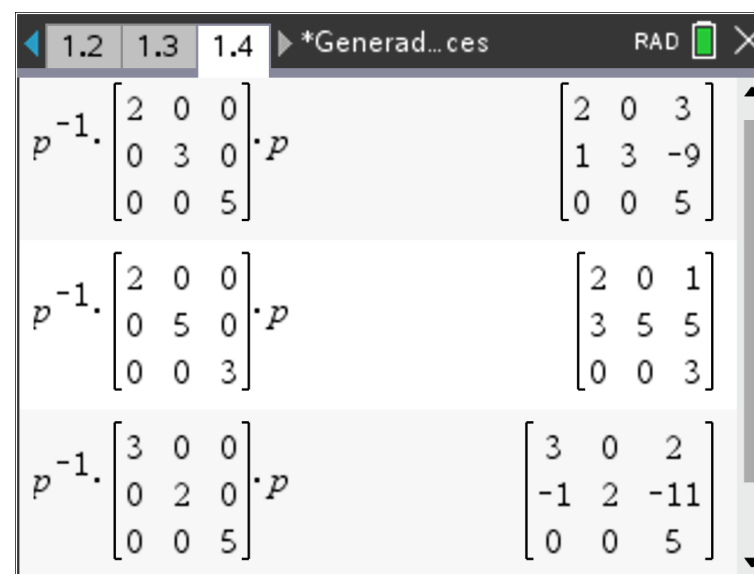 1.2 1.3 1.4 *Generad…ces RAD
p⁻¹· [2 0 0; 0 3 0; 0 0 5] ·p [2 0 3; 1 3 -9; 0 0 5]
p⁻¹· [2 0 0; 0 5 0; 0 0 3] ·p [2 0 1; 3 5 5; 0 0 3]
p⁻¹· [3 0 0; 0 2 0; 0 0 5] ·p [3 0 2; -1 2 -11; 0 0 5]